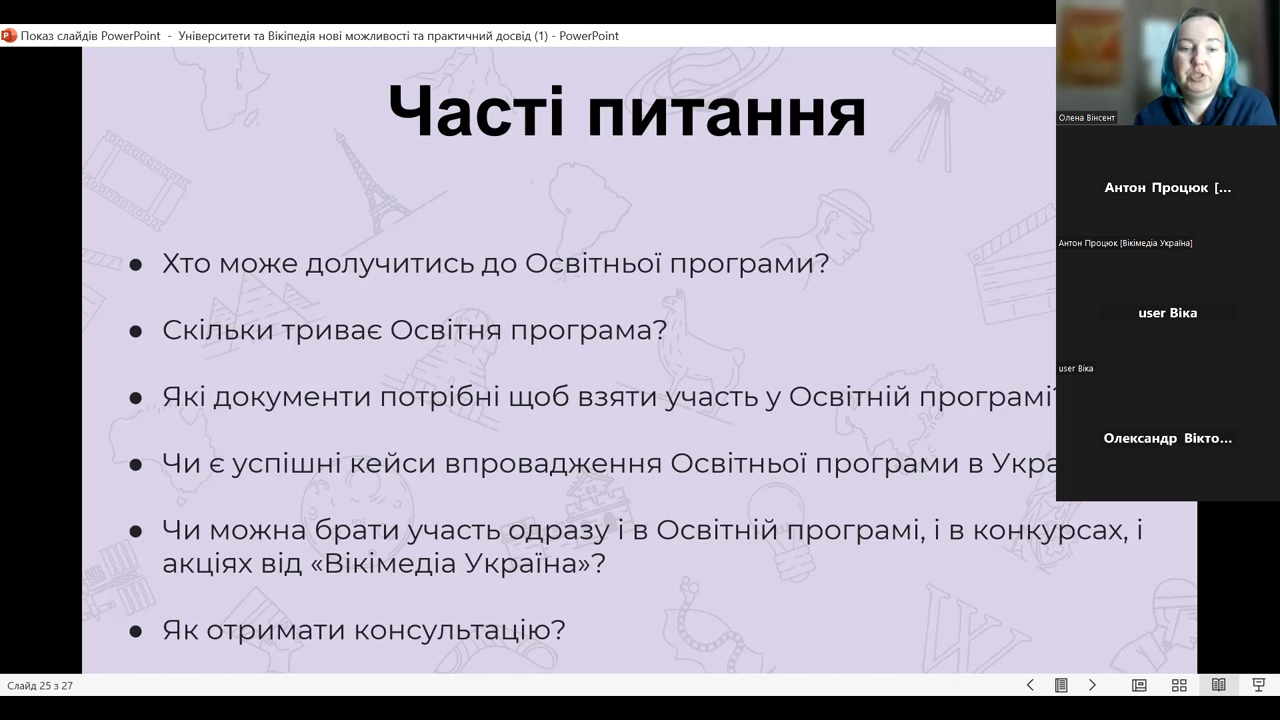 Показ слайдів PowerPoint - Університети та Вікіпедія нові можливості та практичний досвід (1) - PowerPoint
Часті питання
● Хто може долучитись до Освітньої програми?
● Скільки триває Освітня програма?
● Які документи потрібні щоб взяти участь у Освітній програмі?
● Чи є успішні кейси впровадження Освітньої програми в Укра
● Чи можна брати участь одразу і в Освітній програмі, і в конкурсах, і
акціях від «Вікімедіа Україна»?
● Як отримати консультацію?
Слайд 25 з 27
Олена Вінсент
Антон Процюк [...
Антон Процюк [Вікімедіа Україна]
user Віка
user Віка
Олександр Вікто...